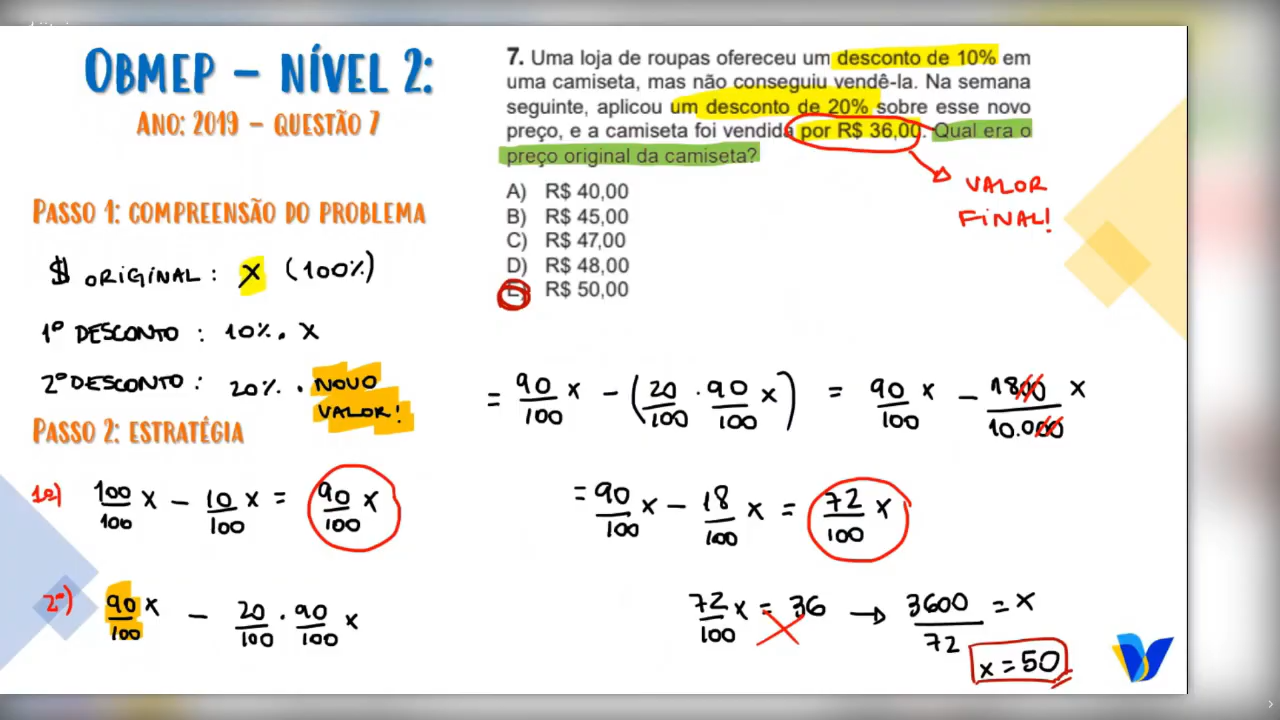 OBMEP - NÍVEL 2:
ANO: 2019 - QUESTÃO 7
7. Uma loja de roupas ofereceu um desconto de 10% em
uma camiseta, mas não conseguiu vendê-la. Na semana
seguinte, aplicou um desconto de 20% sobre esse novo
preço, e a camiseta foi vendida por R$ 36,00. Qual era o
preço original da camiseta?
A) R$ 40,00
B) R$ 45,00
C) R$ 47,00
D) R$ 48,00
E) R$ 50,00
VALOR
FINAL!
PASSO 1: COMPREENSÃO DO PROBLEMA
$ ORIGINAL: X (100%)
1º DESCONTO: 10% . X
2º DESCONTO: 20% . NOVO
VALOR!
PASSO 2: ESTRATÉGIA
1º) 100/100 x - 10/100 x = 90/100 x
2º) 90/100 x - 20/100 . 90/100 x
= 90/100 x - (20/100 . 90/100 x) = 90/100 x - 1800/10.000 x
= 90/100 x - 18/100 x = 72/100 x
72/100 x = 36 → 3600/72 = x
x = 50